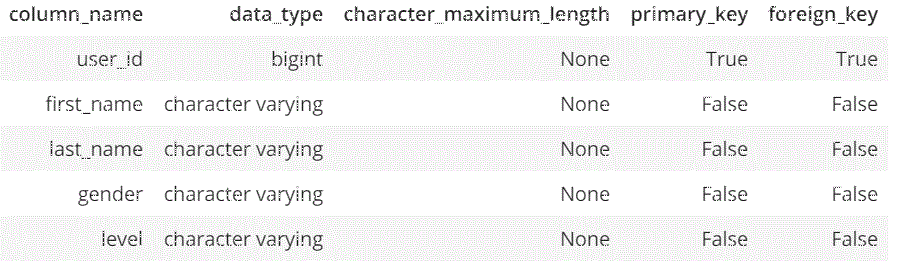 column_name data_type character_maximum_length primary_key foreign_key
user_id bigint None True True
first_name character varying None False False
last_name character varying None False False
gender character varying None False False
level character varying None False False